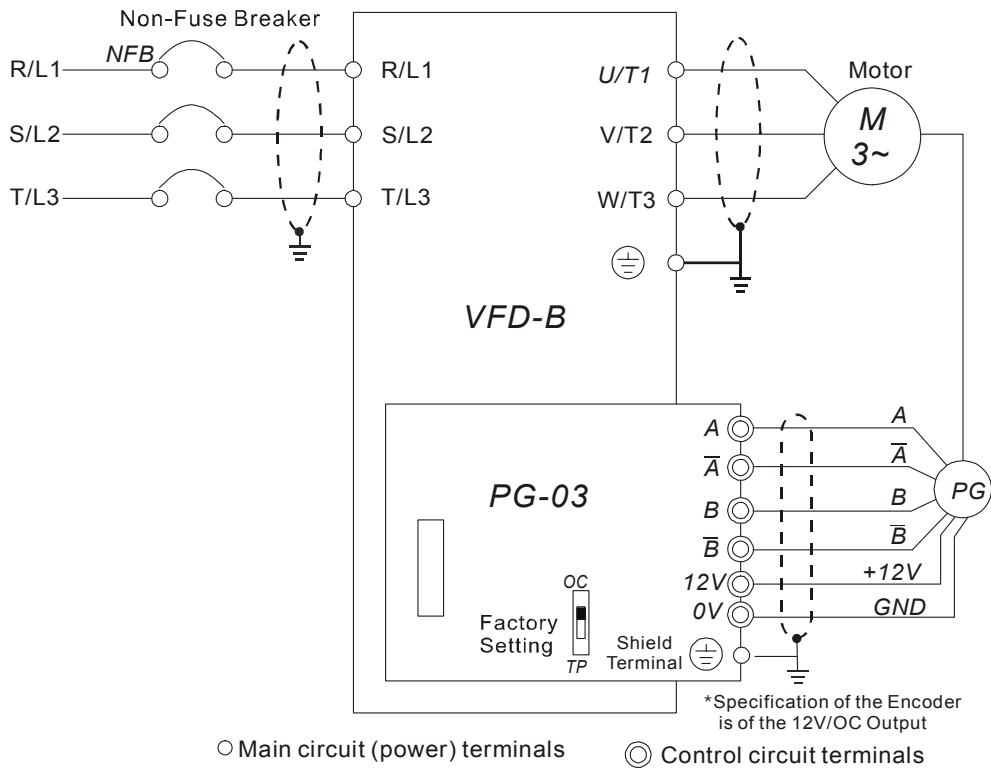 Non-Fuse Breaker
NFB
R/L1
R/L1
U/T1
Motor
S/L2
S/L2
V/T2
M
3~
T/L3
T/L3
W/T3
VFD-B
A
A
A̅
A̅
PG-03
B
B
PG
B̅
B̅
12V
+12V
OC
0V
GND
Factory
Setting
TP
Shield
Terminal
*Specification of the Encoder
is of the 12V/OC Output
Main circuit (power) terminals
Control circuit terminals